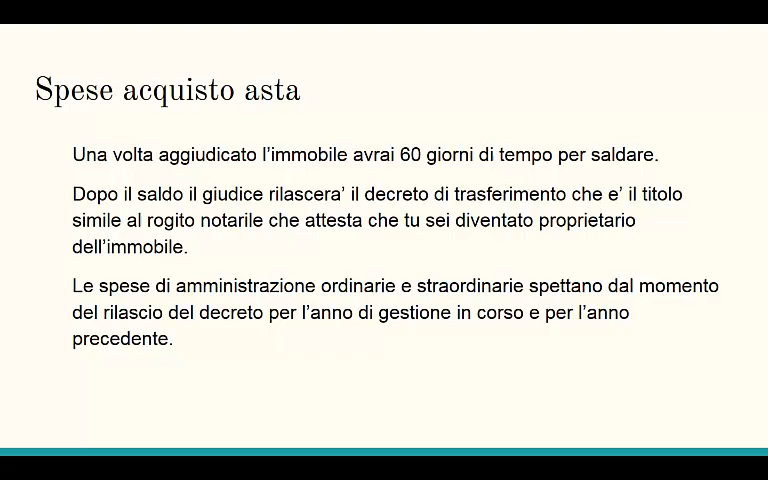 Spese acquisto asta
Una volta aggiudicato l’immobile avrai 60 giorni di tempo per saldare.
Dopo il saldo il giudice rilascera’ il decreto di trasferimento che e’ il titolo
simile al rogito notarile che attesta che tu sei diventato proprietario
dell’immobile.
Le spese di amministrazione ordinarie e straordinarie spettano dal momento
del rilascio del decreto per l’anno di gestione in corso e per l’anno
precedente.